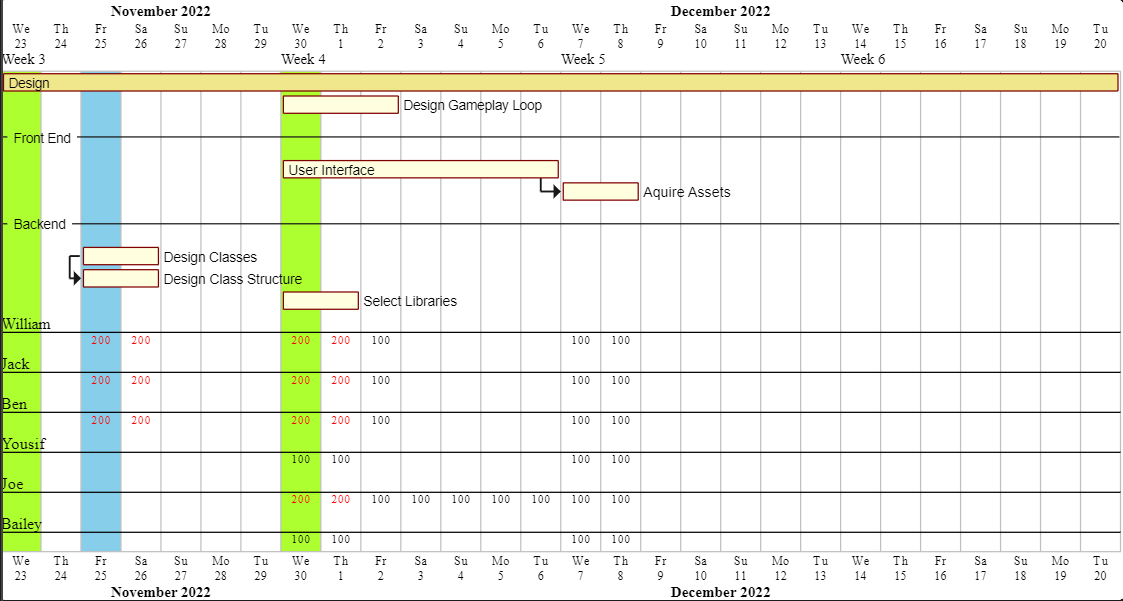 November 2022 December 2022
We Th Fr Sa Su Mo Tu We Th Fr Sa Su Mo Tu We Th Fr Sa Su Mo Tu We Th Fr Sa Su Mo Tu
23 24 25 26 27 28 29 30 1 2 3 4 5 6 7 8 9 10 11 12 13 14 15 16 17 18 19 20
Week 3 Week 4 Week 5 Week 6
Design
Design Gameplay Loop
Front End
User Interface
Aquire Assets
Backend
Design Classes
Design Class Structure
Select Libraries
William
200 200 200 200 100 100 100
Jack
200 200 200 200 100 100 100
Ben
200 200 200 200 100 100 100
Yousif
100 100 100 100
Joe
200 200 100 100 100 100 100 100 100
Bailey
100 100 100 100
We Th Fr Sa Su Mo Tu We Th Fr Sa Su Mo Tu We Th Fr Sa Su Mo Tu We Th Fr Sa Su Mo Tu
23 24 25 26 27 28 29 30 1 2 3 4 5 6 7 8 9 10 11 12 13 14 15 16 17 18 19 20
November 2022 December 2022